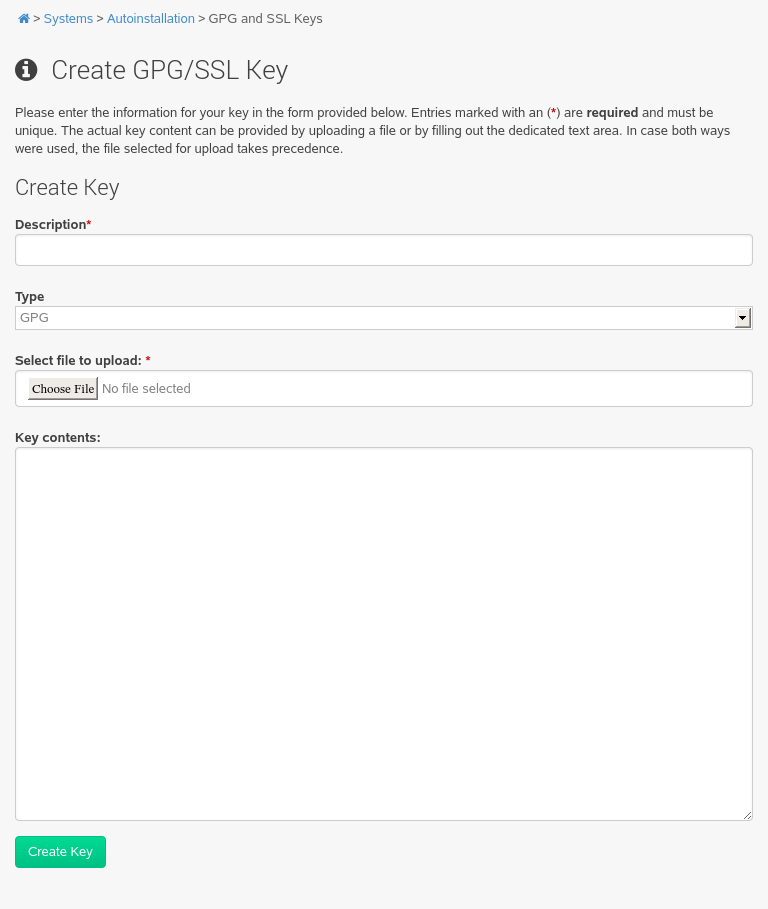 > Systems > Autoinstallation > GPG and SSL Keys
Create GPG/SSL Key
Please enter the information for your key in the form provided below. Entries marked with an (*) are required and must be
unique. The actual key content can be provided by uploading a file or by filling out the dedicated text area. In case both ways
were used, the file selected for upload takes precedence.
Create Key
Description*
Type
GPG
Select file to upload: *
Choose File No file selected
Key contents:
Create Key